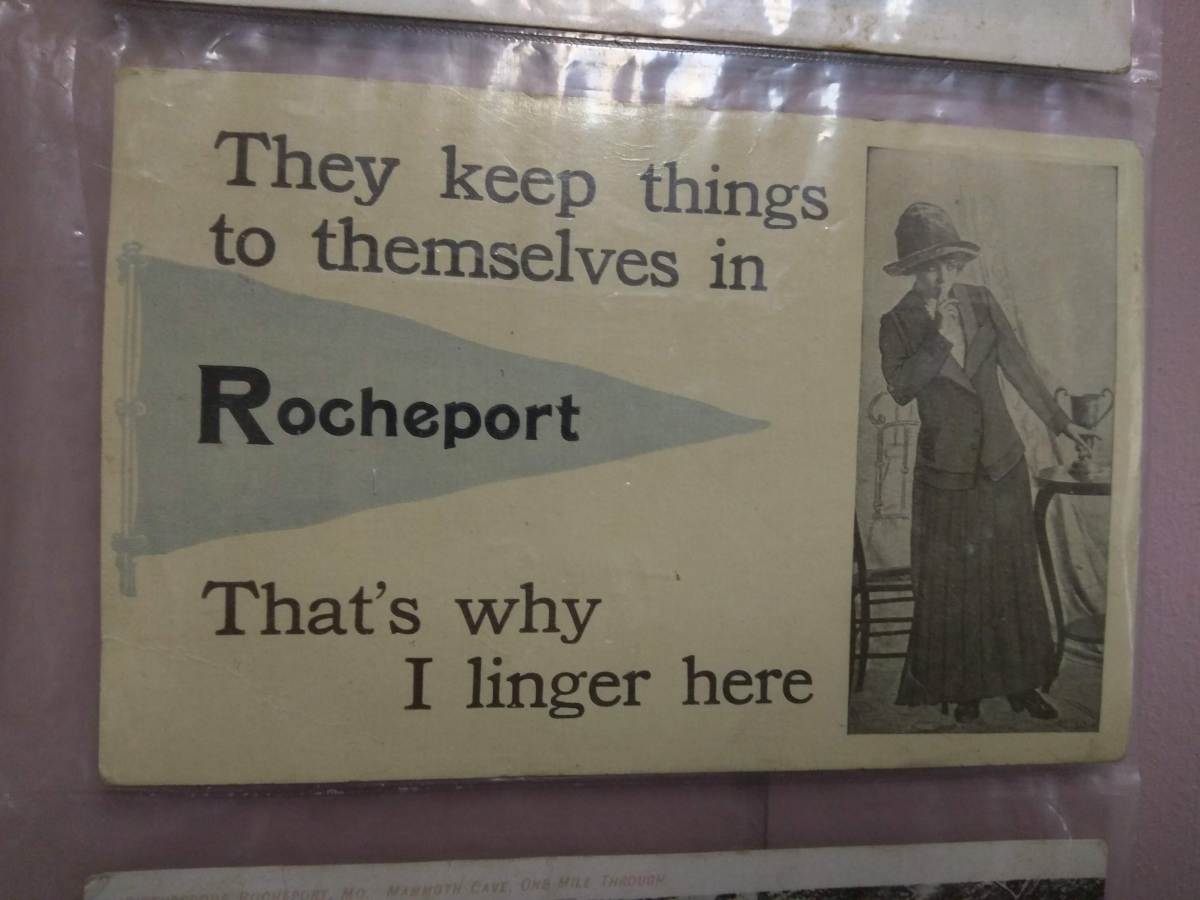 They keep things
to themselves in
Rocheport
That's why
I linger here
ROCHEPORT, MO. MAMMOTH CAVE, ONE MILE THROUGH